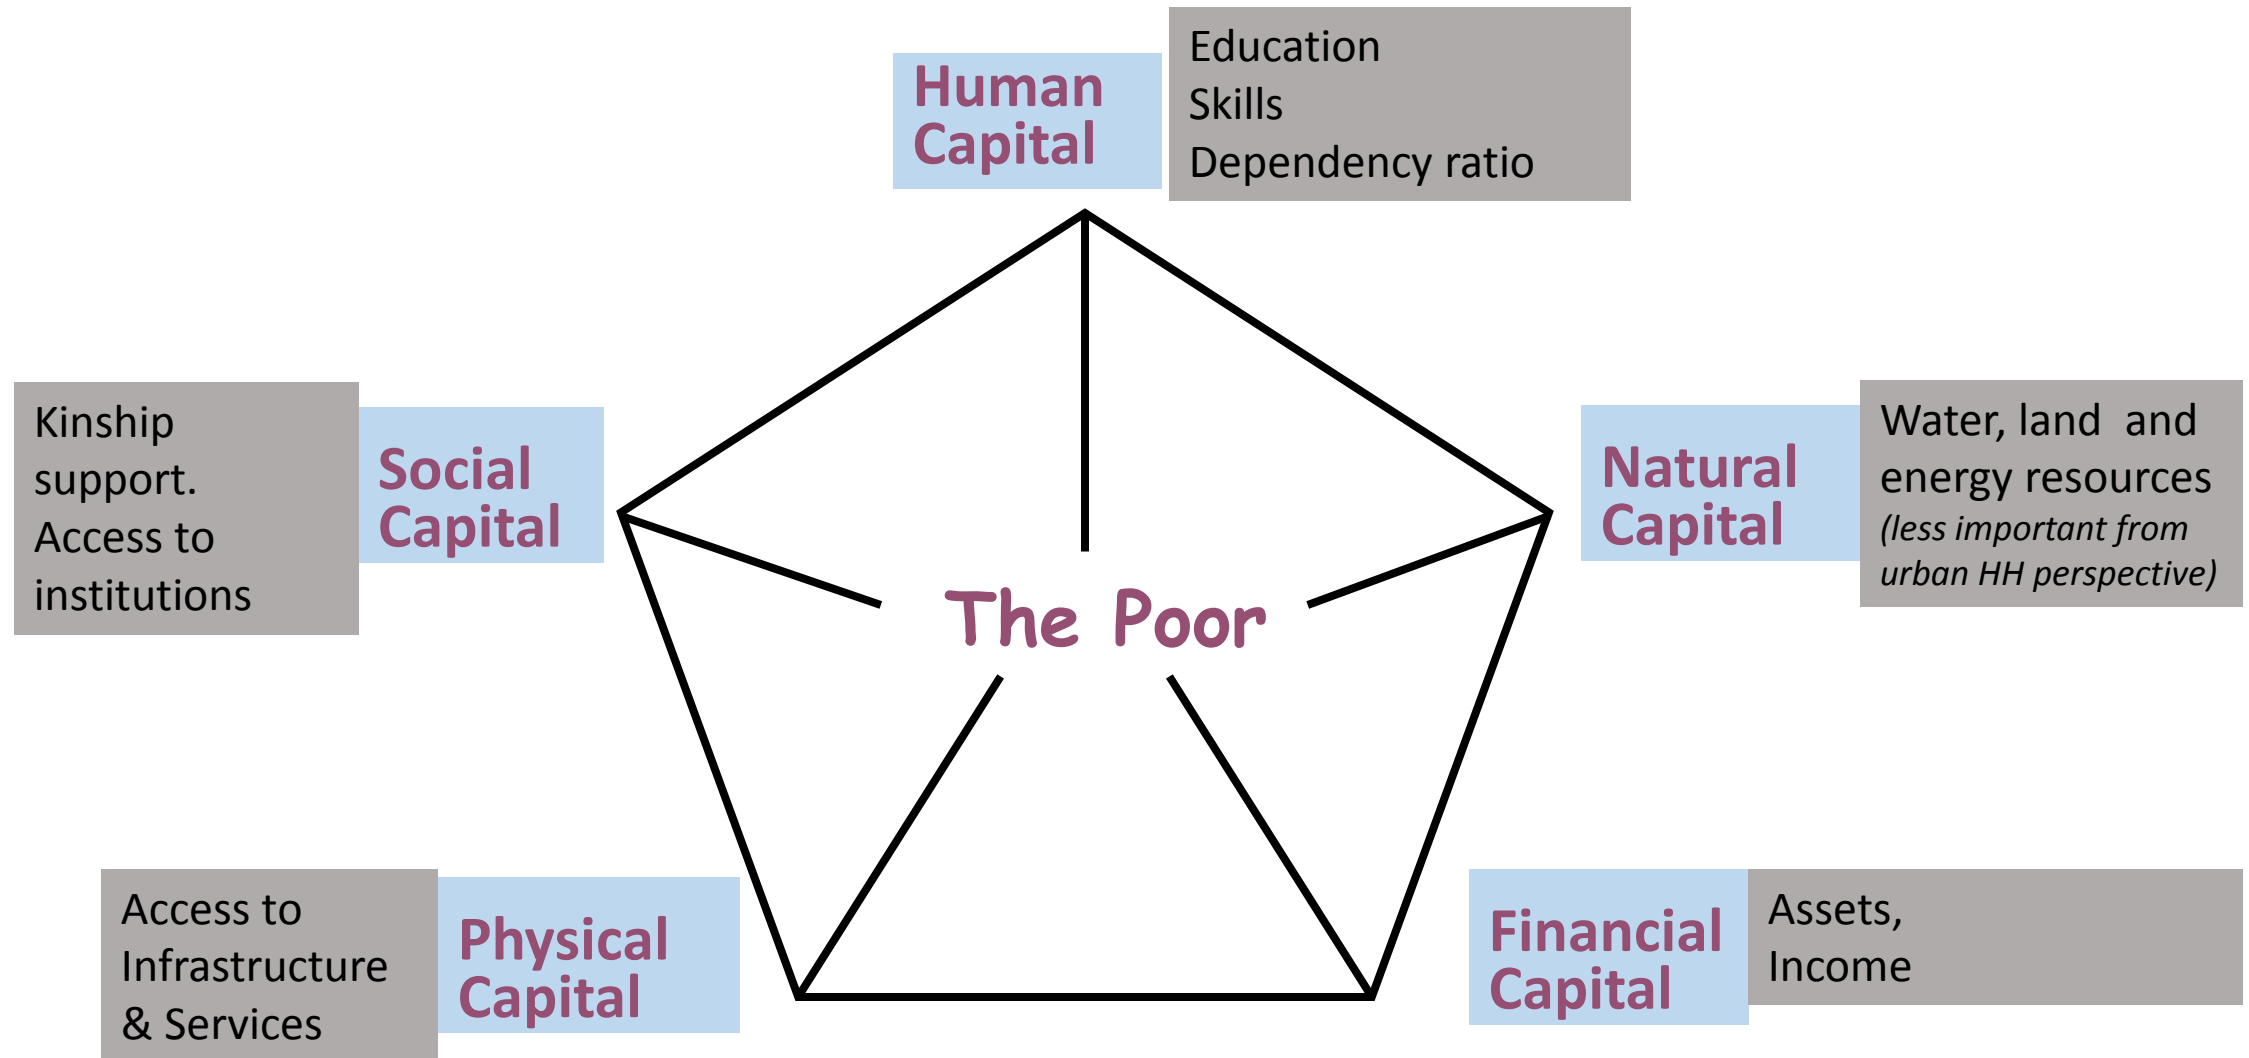 Human
Capital
Education
Skills
Dependency ratio
Kinship
support.
Access to
institutions
Social
Capital
Natural
Capital
Water, land  and
energy resources
(less important from
urban HH perspective)
The Poor
Access to
Infrastructure
& Services
Physical
Capital
Financial
Capital
Assets,
Income